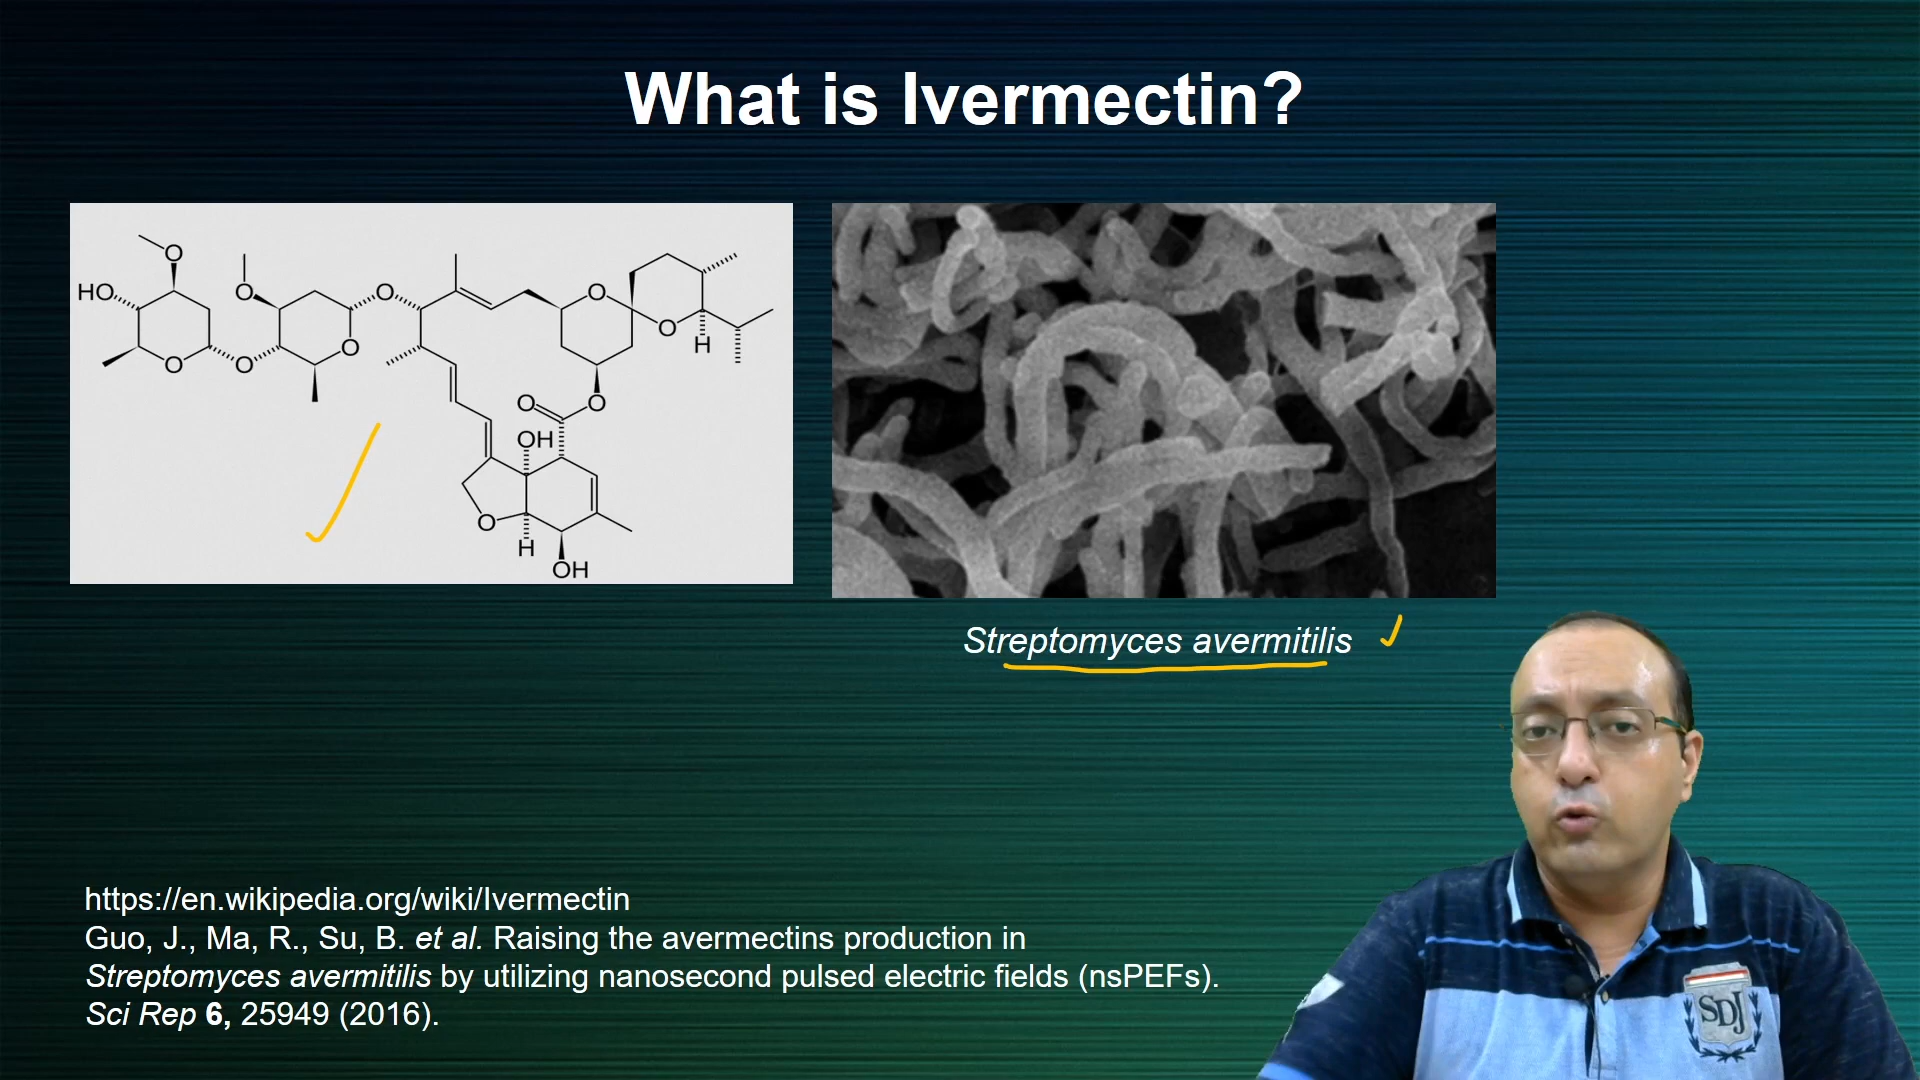 What is Ivermectin?
O
HO
O
O
O
O
O
O
O
O
H
O
O
OH
O
H
OH
Streptomyces avermitilis
https://en.wikipedia.org/wiki/Ivermectin
Guo, J., Ma, R., Su, B. et al. Raising the avermectins production in
Streptomyces avermitilis by utilizing nanosecond pulsed electric fields (nsPEFs).
Sci Rep 6, 25949 (2016).
SDJ